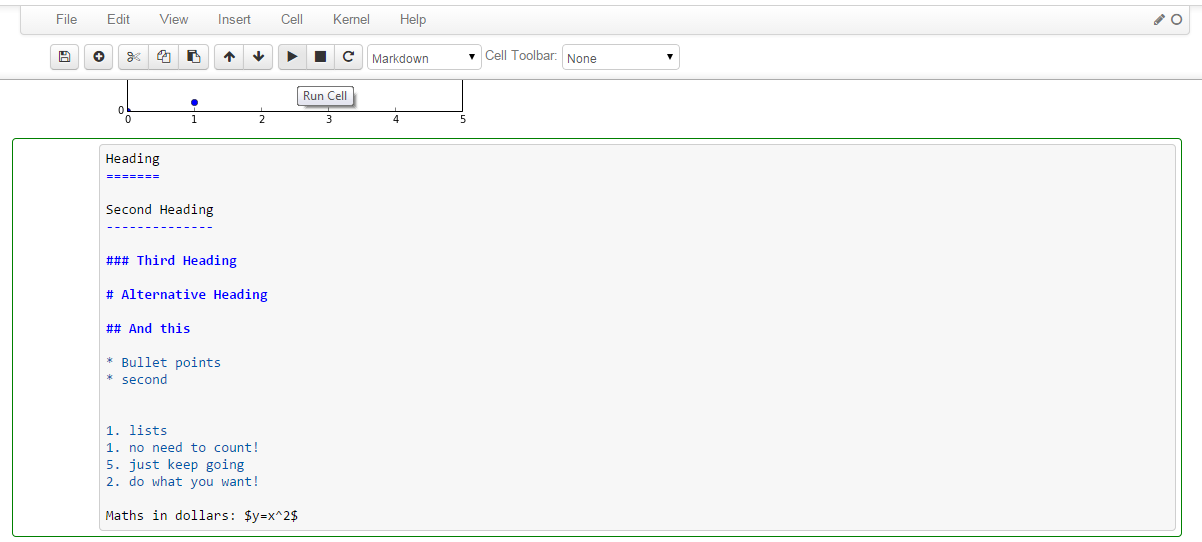 File Edit View Insert Cell Kernel Help
Markdown Cell Toolbar: None
Run Cell
0
0 1 2 3 4 5
Heading
=======
Second Heading
--------------
### Third Heading
# Alternative Heading
## And this
* Bullet points
* second
1. lists
1. no need to count!
5. just keep going
2. do what you want!
Maths in dollars: $y=x^2$